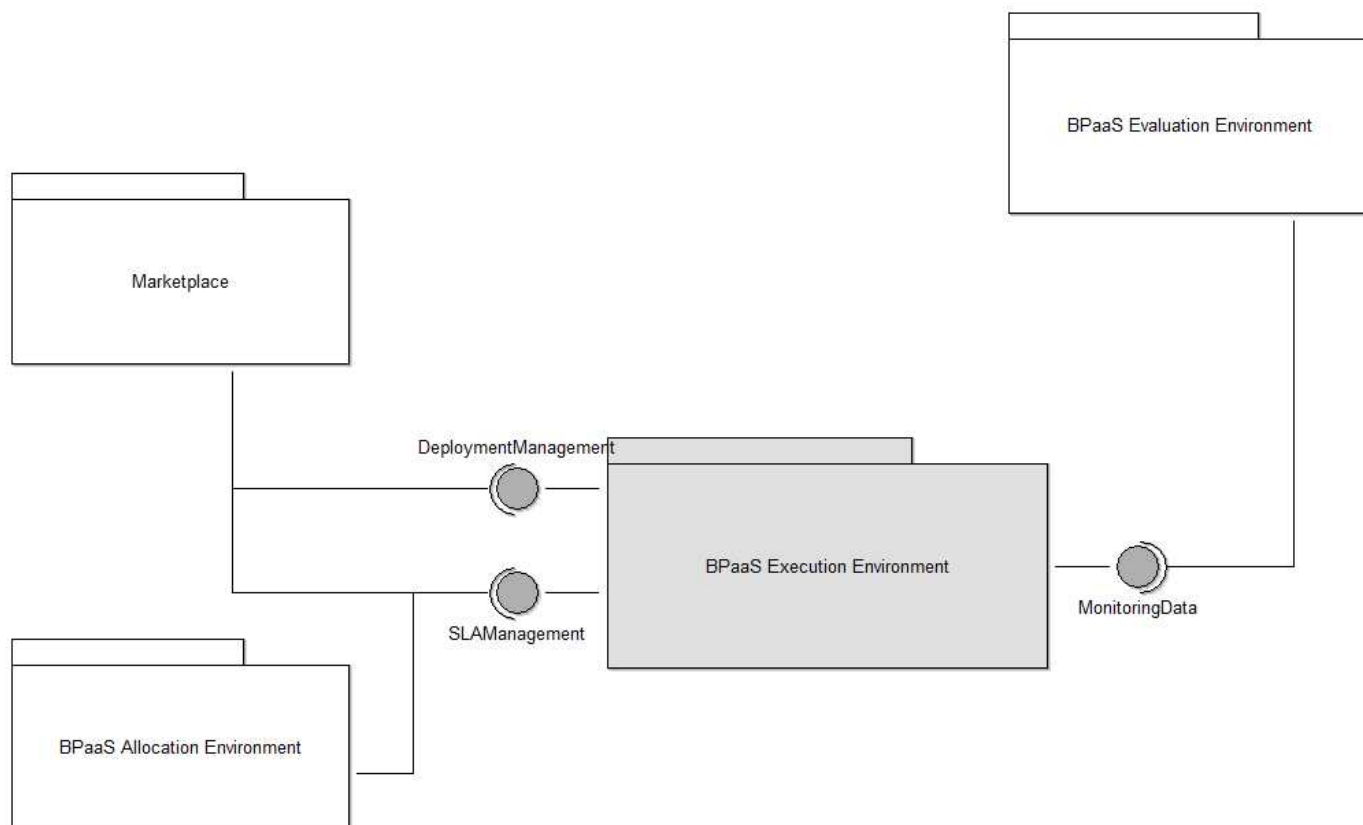 BPaaS Evaluation Environment
Marketplace
DeploymentManagement
BPaaS Execution Environment
MonitoringData
SLAManagement
BPaaS Allocation Environment